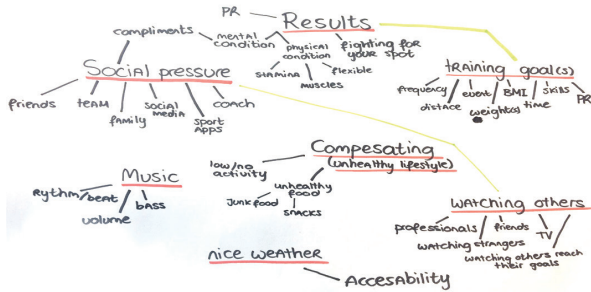 PR
Results
compliments
mental
condition
physical
condition
fighting for
your spot
stamina
muscles
flexible
Social pressure
friends
team
family
social
media
sport
apps
coach
training goal(s)
frequency
distace
event
weight(s)
BMI
time
skills
PR
Compesating
(unhealthy lifestyle)
low/no
activity
unhealthy
food
junk food
snacks
Music
Rythm/beat
volume
bass
watching others
professionals
watching strangers
friends
TV
watching others reach
their goals
nice weather
Accesability